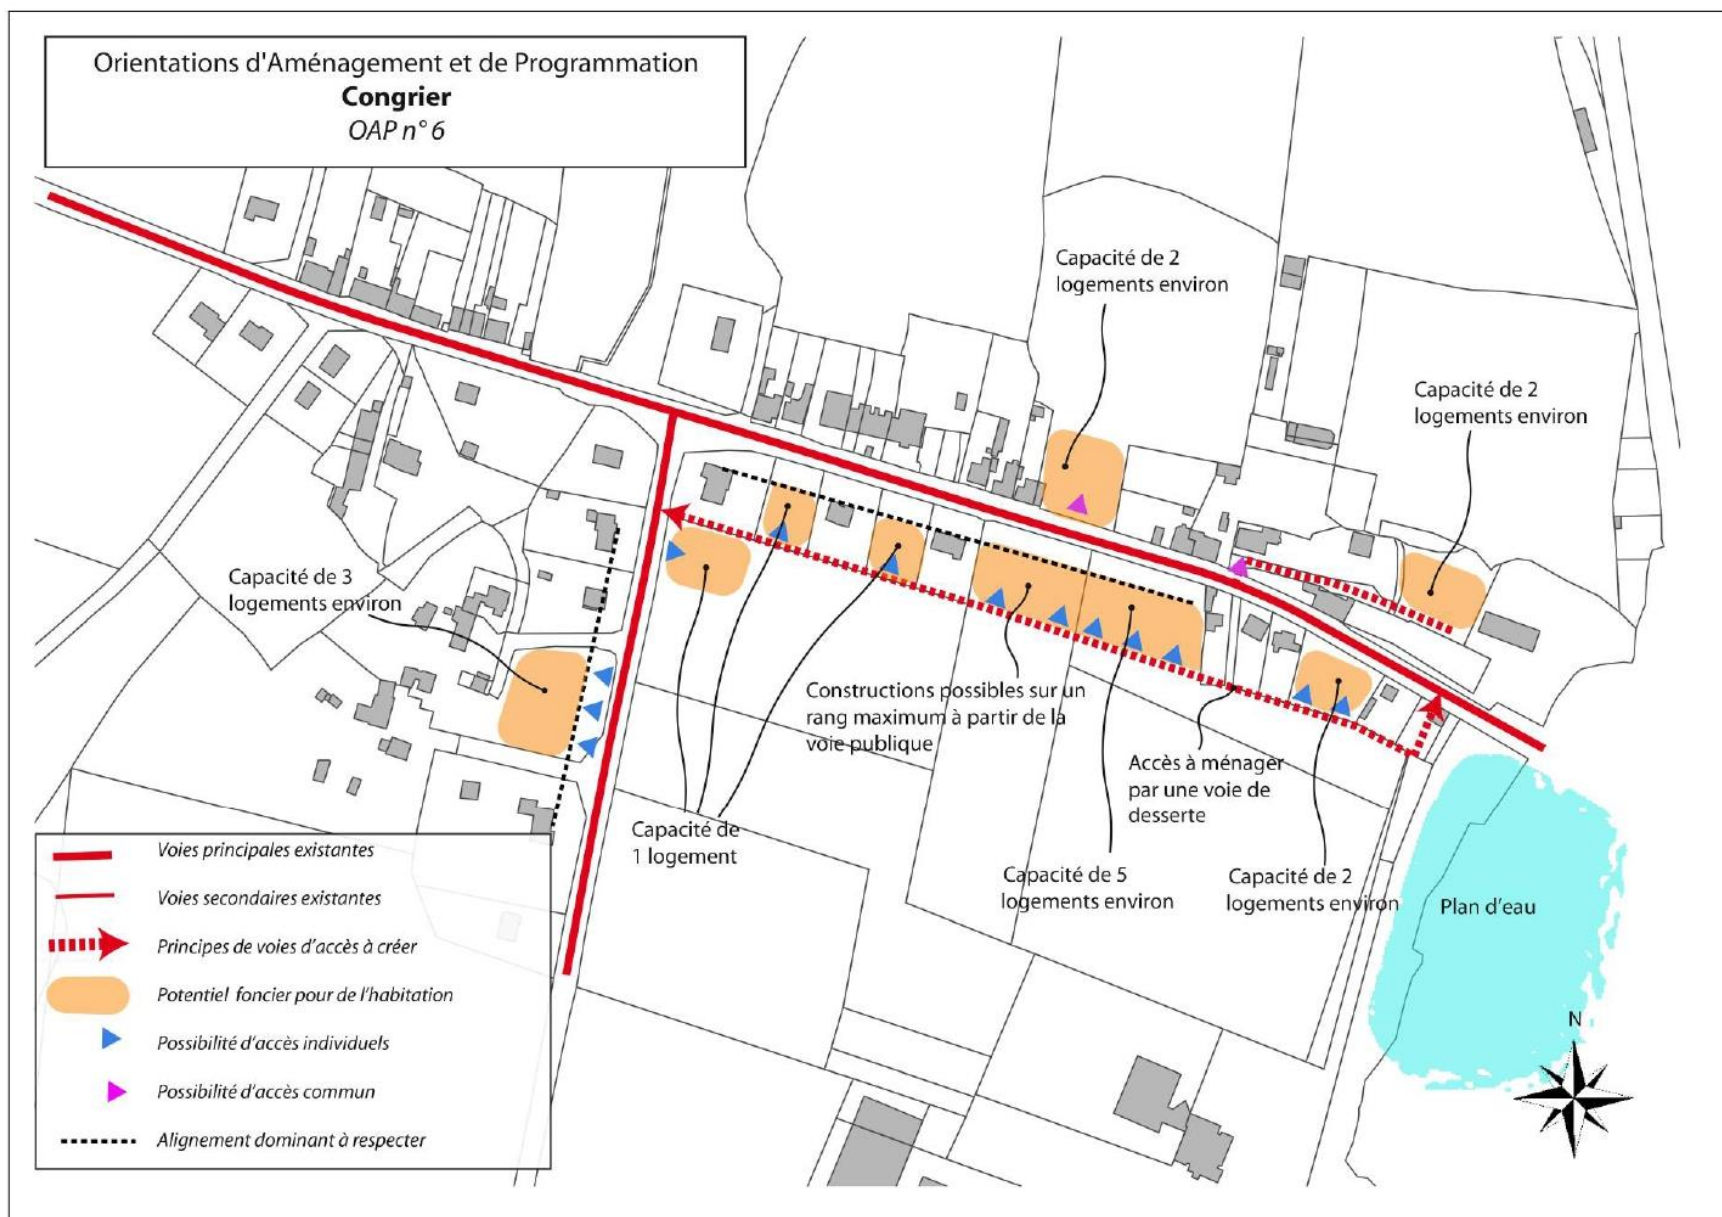 Orientations d'Aménagement et de Programmation
Congrier
OAP n° 6
Capacité de 2
logements environ
Capacité de 2
logements environ
Capacité de 3
logements environ
Constructions possibles sur un
rang maximum à partir de la
voie publique
Accès à ménager
par une voie de
desserte
Capacité de
1 logement
Capacité de 5
logements environ
Capacité de 2
logements environ
Plan d'eau
N
Voies principales existantes
Voies secondaires existantes
Principes de voies d'accès à créer
Potentiel foncier pour de l'habitation
Possibilité d'accès individuels
Possibilité d'accès commun
Alignement dominant à respecter